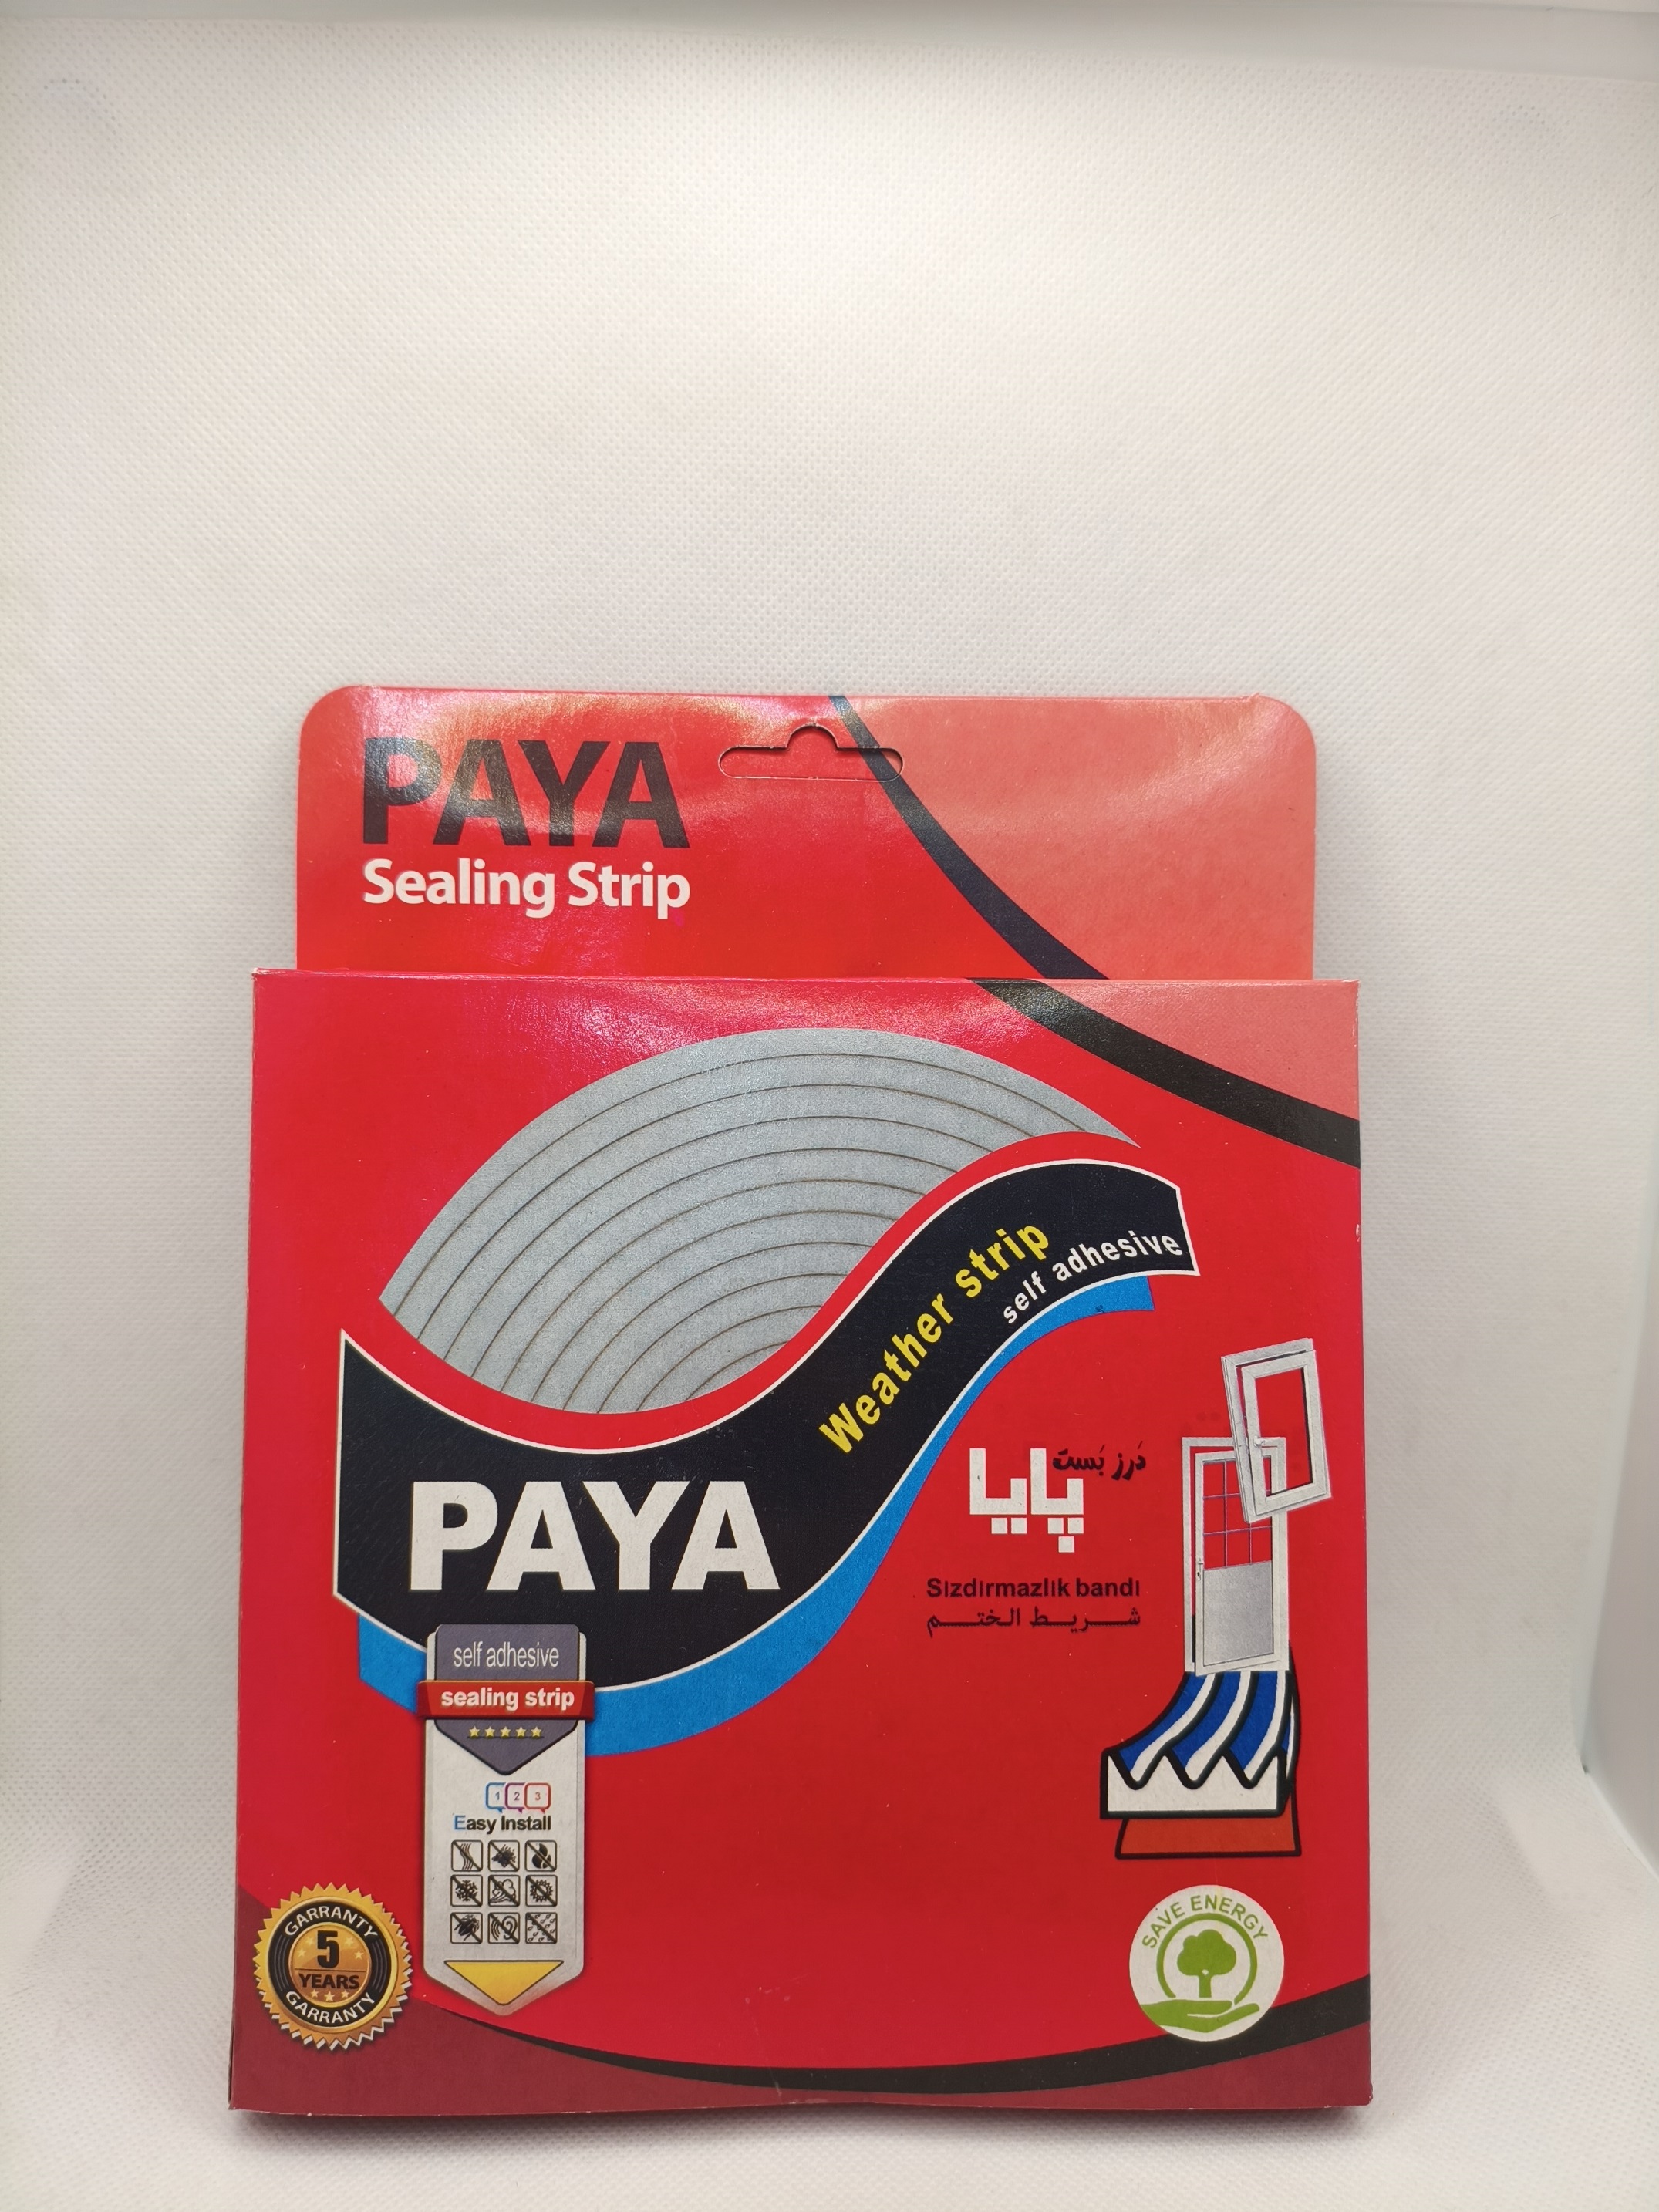 PAYA
Sealing Strip
Weather strip
self adhesive
PAYA
دَرز بَست
پایا
Sızdırmazlık bandı
شريط الختم
self adhesive
sealing strip
1 2 3
Easy Install
GARRANTY
5
YEARS
GARRANTY
SAVE ENERGY